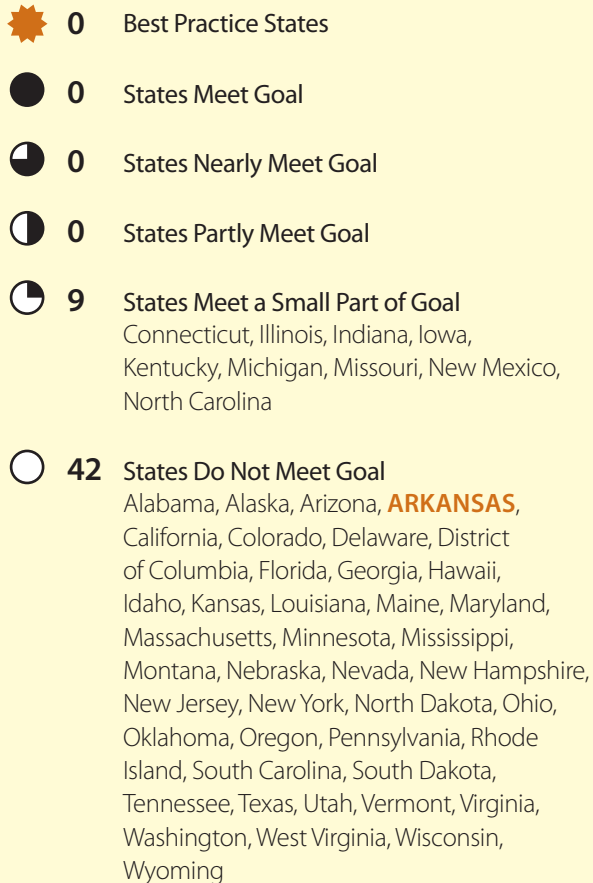 0 Best Practice States
0 States Meet Goal
0 States Nearly Meet Goal
0 States Partly Meet Goal
9 States Meet a Small Part of Goal
Connecticut, Illinois, Indiana, Iowa,
Kentucky, Michigan, Missouri, New Mexico,
North Carolina
42 States Do Not Meet Goal
Alabama, Alaska, Arizona, ARKANSAS,
California, Colorado, Delaware, District
of Columbia, Florida, Georgia, Hawaii,
Idaho, Kansas, Louisiana, Maine, Maryland,
Massachusetts, Minnesota, Mississippi,
Montana, Nebraska, Nevada, New Hampshire,
New Jersey, New York, North Dakota, Ohio,
Oklahoma, Oregon, Pennsylvania, Rhode
Island, South Carolina, South Dakota,
Tennessee, Texas, Utah, Vermont, Virginia,
Washington, West Virginia, Wisconsin,
Wyoming